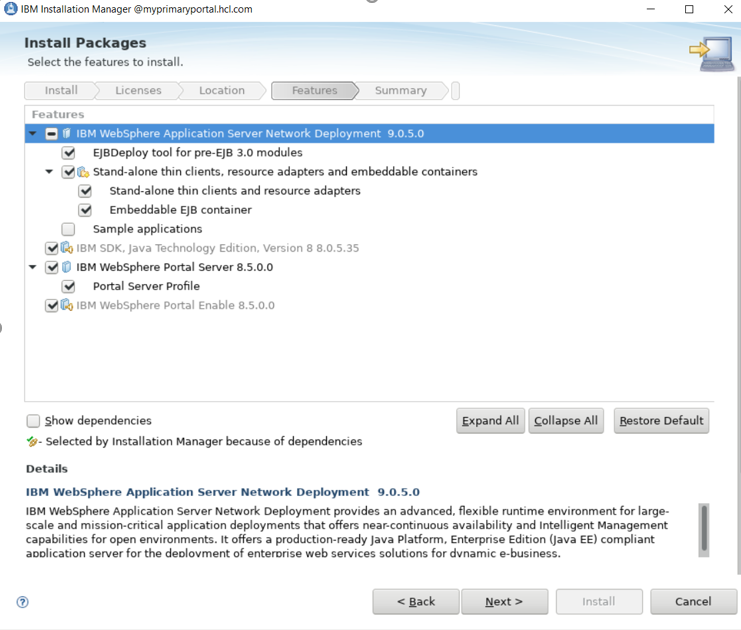 IBM Installation Manager @myprimaryportal.hcl.com
Install Packages
Select the features to install.
Install Licenses Location Features Summary
Features
IBM WebSphere Application Server Network Deployment 9.0.5.0
EJBDeploy tool for pre-EJB 3.0 modules
Stand-alone thin clients, resource adapters and embeddable containers
Stand-alone thin clients and resource adapters
Embeddable EJB container
Sample applications
IBM SDK, Java Technology Edition, Version 8 8.0.5.35
IBM WebSphere Portal Server 8.5.0.0
Portal Server Profile
IBM WebSphere Portal Enable 8.5.0.0
Show dependencies Expand All Collapse All Restore Default
- Selected by Installation Manager because of dependencies
Details
IBM WebSphere Application Server Network Deployment 9.0.5.0
IBM WebSphere Application Server Network Deployment provides an advanced, flexible runtime environment for large-
scale and mission-critical application deployments that offers near-continuous availability and Intelligent Management
capabilities for open environments. It offers a production-ready Java Platform, Enterprise Edition (Java EE) compliant
application server for the deployment of enterprise web services solutions for dynamic e-business.
? < Back Next > Install Cancel